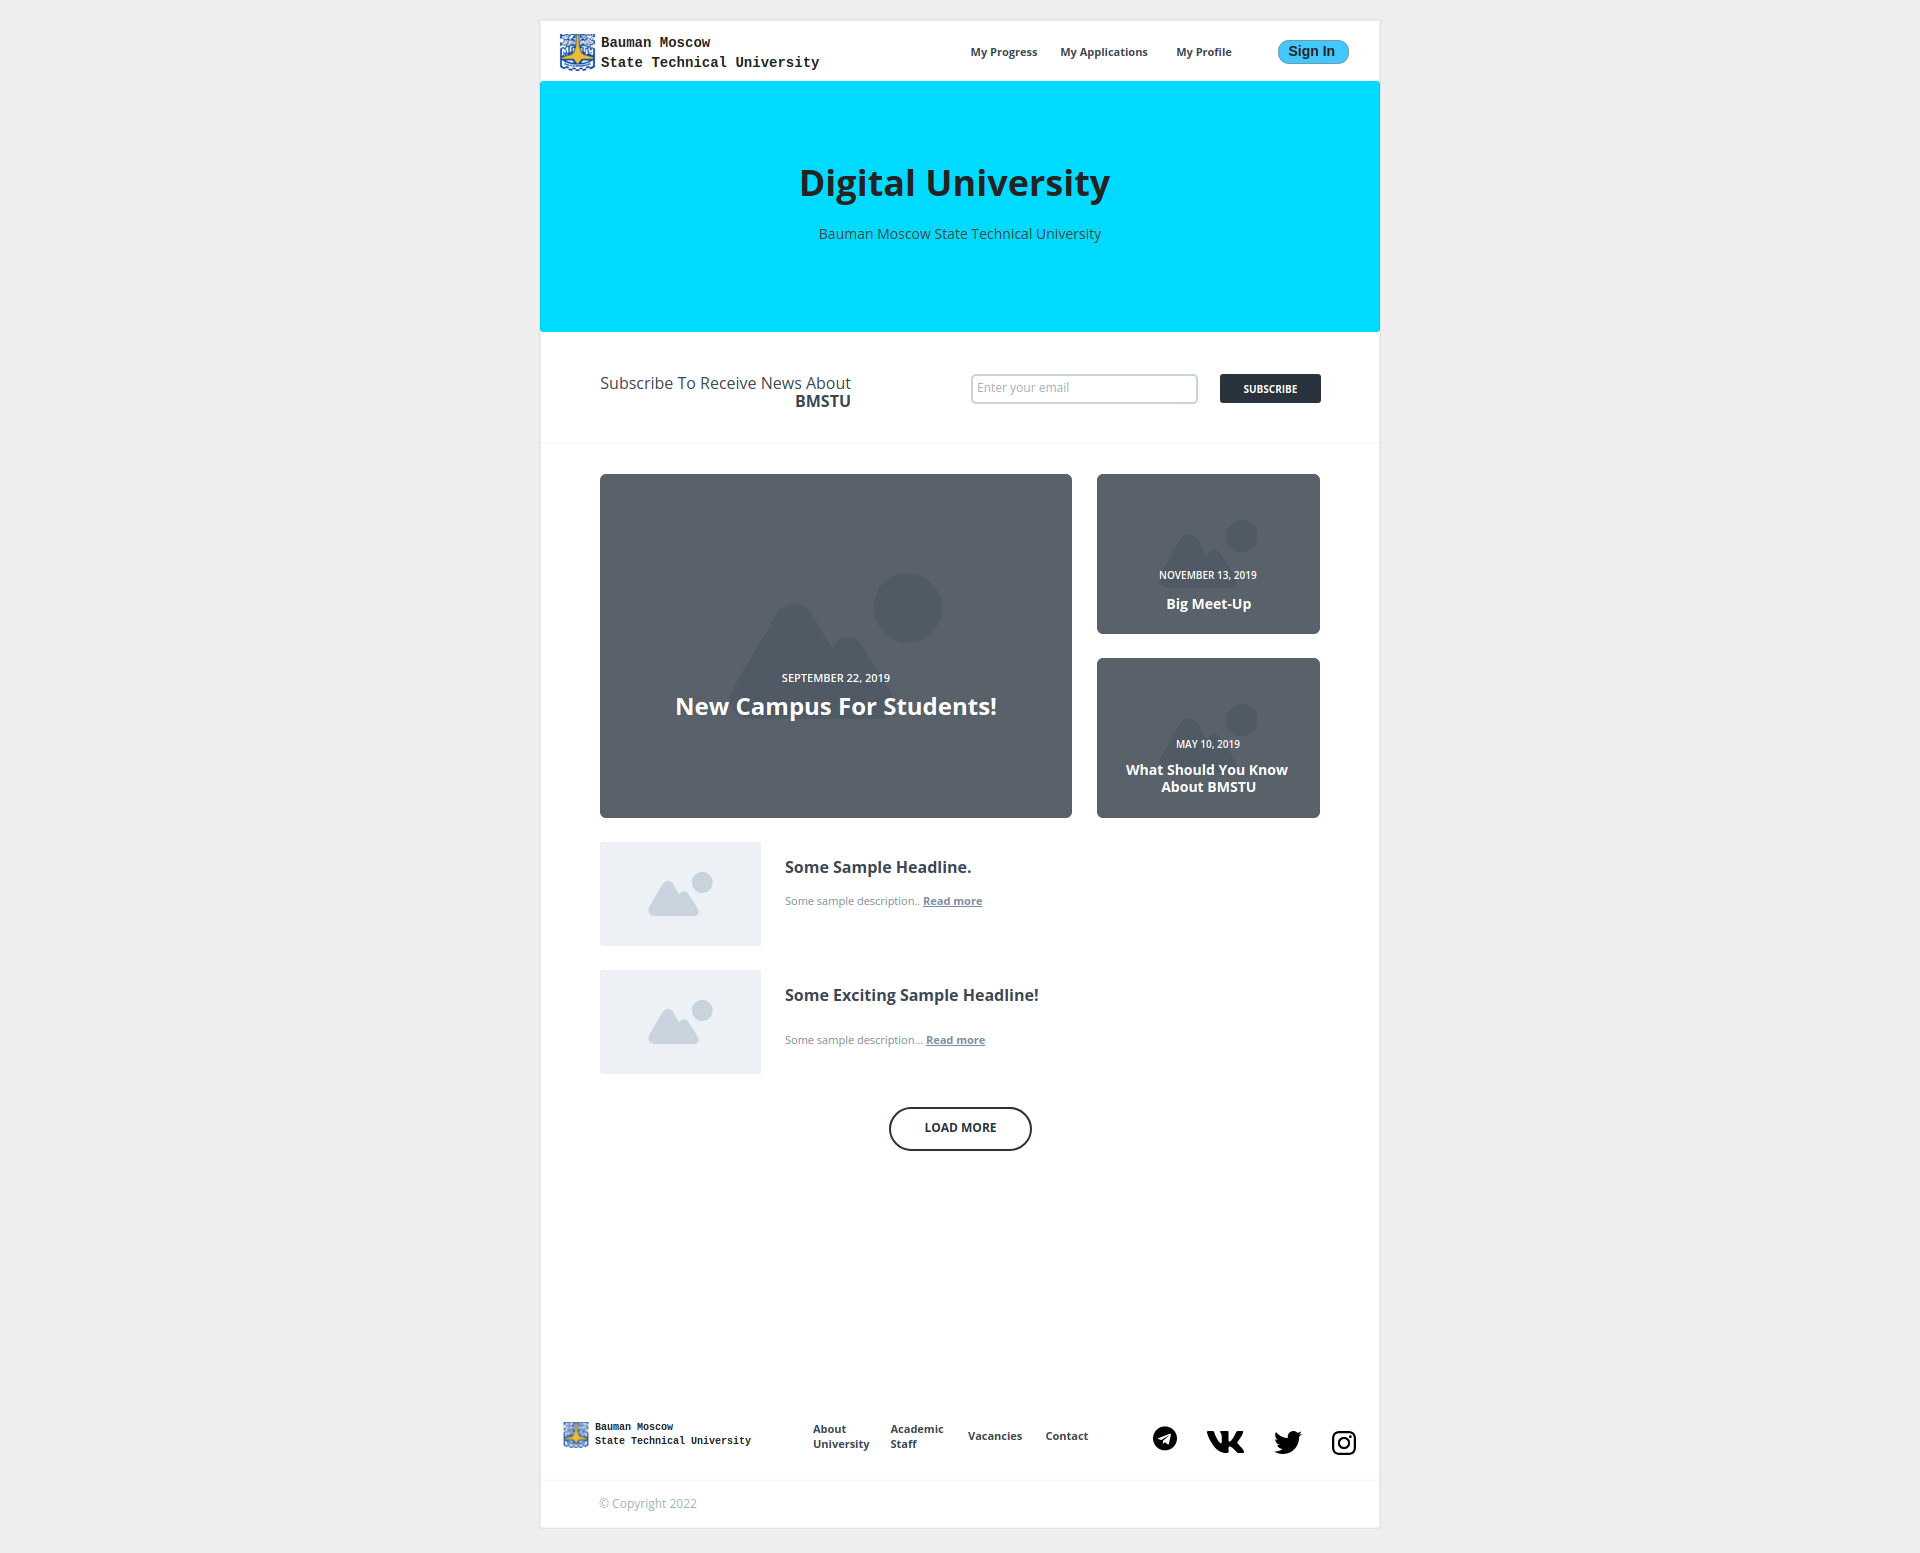 Bauman Moscow
State Technical University
My Progress
My Applications
My Profile
Sign In
Digital University
Bauman Moscow State Technical University
Subscribe To Receive News About
BMSTU
Enter your email
SUBSCRIBE
SEPTEMBER 22, 2019
New Campus For Students!
NOVEMBER 13, 2019
Big Meet-Up
MAY 10, 2019
What Should You Know
About BMSTU
Some Sample Headline.
Some sample description.. Read more
Some Exciting Sample Headline!
Some sample description... Read more
LOAD MORE
Bauman Moscow
State Technical University
About
University
Academic
Staff
Vacancies
Contact
© Copyright 2022